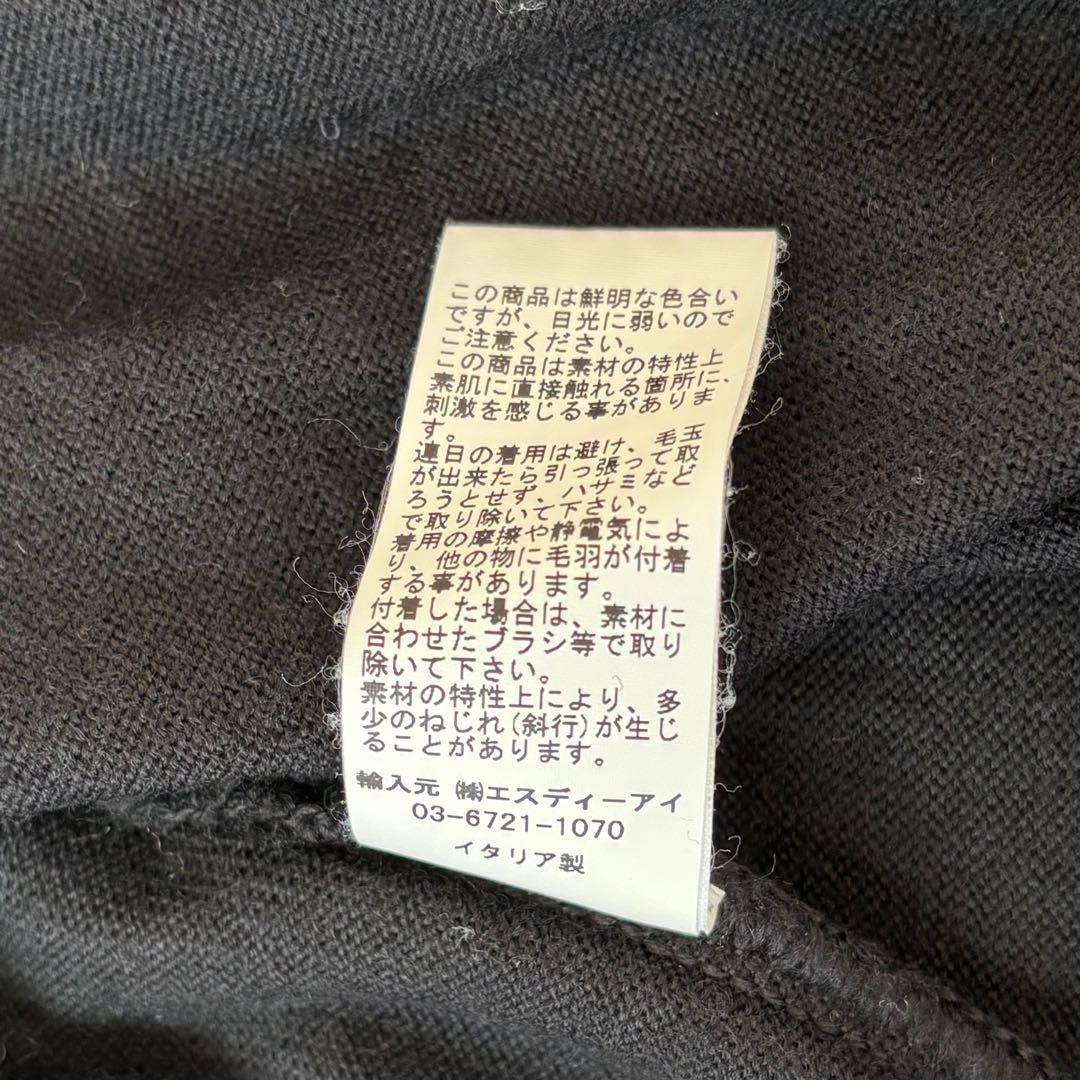 この商品は鮮明な色合い
ですが、日光に弱いので
ご注意ください。
この商品は素材の特性上
素肌に直接触れる箇所に、
刺激を感じる事がありま
す。
連日の着用は避け、毛玉
が出来たら引っ張って取
ろうとせず、ハサミなど
で取り除いて下さい。
着用の摩擦や静電気によ
り、他の物に毛羽が付着
する事があります。
付着した場合は、素材に
合わせたブラシ等で取り
除いて下さい。
素材の特性上により、多
少のねじれ(斜行)が生じ
ることがあります。
輸入元 ㈱エスディーアイ
03-6721-1070
イタリア製